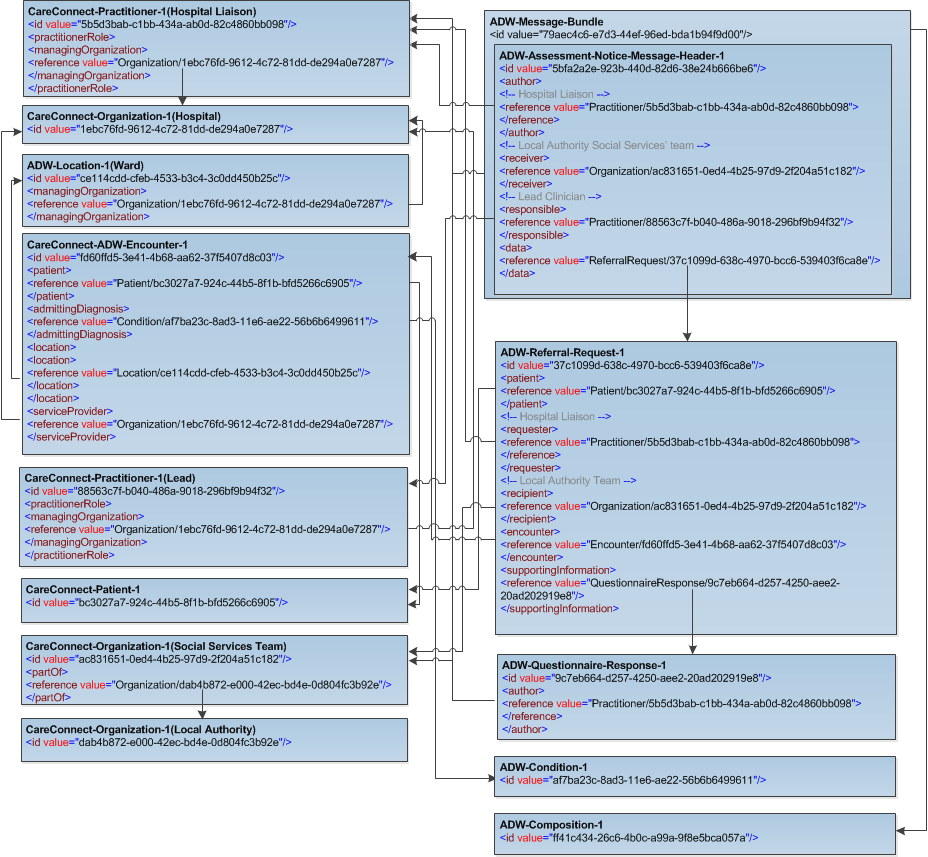 CareConnect-Practitioner-1(Hospital Liaison)
<id value="5b5d3bab-c1bb-434a-ab0d-82c4860bb098"/>
<practitionerRole>
<managingOrganization>
<reference value="Organization/1ebc76fd-9612-4c72-81dd-de294a0e7287"/>
</managingOrganization>
</practitionerRole>
CareConnect-Organization-1(Hospital)
<id value="1ebc76fd-9612-4c72-81dd-de294a0e7287"/>
ADW-Location-1(Ward)
<id value="ce114cdd-cfeb-4533-b3c4-3c0dd450b25c"/>
<managingOrganization>
<reference value="Organization/1ebc76fd-9612-4c72-81dd-de294a0e7287"/>
</managingOrganization>
CareConnect-ADW-Encounter-1
<id value="fd60ffd5-3e41-4b68-aa62-37f5407d8c03"/>
<patient>
<reference value="Patient/bc3027a7-924c-44b5-8f1b-bfd5266c6905"/>
</patient>
<admittingDiagnosis>
<reference value="Condition/af7ba23c-8ad3-11e6-ae22-56b6b6499611"/>
</admittingDiagnosis>
<location>
<location>
<reference value="Location/ce114cdd-cfeb-4533-b3c4-3c0dd450b25c"/>
</location>
</location>
<serviceProvider>
<reference value="Organization/1ebc76fd-9612-4c72-81dd-de294a0e7287"/>
</serviceProvider>
CareConnect-Practitioner-1(Lead)
<id value="88563c7f-b040-486a-9018-296bf9b94f32"/>
<practitionerRole>
<managingOrganization>
<reference value="Organization/1ebc76fd-9612-4c72-81dd-de294a0e7287"/>
</managingOrganization>
</practitionerRole>
CareConnect-Patient-1
<id value="bc3027a7-924c-44b5-8f1b-bfd5266c6905"/>
CareConnect-Organization-1(Social Services Team)
<id value="ac831651-0ed4-4b25-97d9-2f204a51c182"/>
<partOf>
<reference value="Organization/dab4b872-e000-42ec-bd4e-0d804fc3b92e"/>
</partOf>
CareConnect-Organization-1(Local Authority)
<id value="dab4b872-e000-42ec-bd4e-0d804fc3b92e"/>
ADW-Message-Bundle
<id value="79aec4c6-e7d3-44ef-96ed-bda1b94f9d00"/>
ADW-Assessment-Notice-Message-Header-1
<id value="5bfa2a2e-923b-440d-82d6-38e24b666be6"/>
<author>
<!-- Hospital Liaison -->
<reference value="Practitioner/5b5d3bab-c1bb-434a-ab0d-82c4860bb098">
</reference>
</author>
<!-- Local Authority Social Services' team -->
<receiver>
<reference value="Organization/ac831651-0ed4-4b25-97d9-2f204a51c182"/>
</receiver>
<!-- Lead Clinician -->
<responsible>
<reference value="Practitioner/88563c7f-b040-486a-9018-296bf9b94f32"/>
</responsible>
<data>
<reference value="ReferralRequest/37c1099d-638c-4970-bcc6-539403f6ca8e"/>
</data>
ADW-Referral-Request-1
<id value="37c1099d-638c-4970-bcc6-539403f6ca8e"/>
<patient>
<reference value="Patient/bc3027a7-924c-44b5-8f1b-bfd5266c6905"/>
</patient>
<!-- Hospital Liaison -->
<requester>
<reference value="Practitioner/5b5d3bab-c1bb-434a-ab0d-82c4860bb098">
</reference>
</requester>
<!-- Local Authority Team -->
<recipient>
<reference value="Organization/ac831651-0ed4-4b25-97d9-2f204a51c182"/>
</recipient>
<encounter>
<reference value="Encounter/fd60ffd5-3e41-4b68-aa62-37f5407d8c03"/>
</encounter>
<supportingInformation>
<reference value="QuestionnaireResponse/9c7eb664-d257-4250-aee2-
20ad202919e8"/>
</supportingInformation>
ADW-Questionnaire-Response-1
<id value="9c7eb664-d257-4250-aee2-20ad202919e8"/>
<author>
<reference value="Practitioner/5b5d3bab-c1bb-434a-ab0d-82c4860bb098">
</reference>
</author>
ADW-Condition-1
<id value="af7ba23c-8ad3-11e6-ae22-56b6b6499611"/>
ADW-Composition-1
<id value="ff41c434-26c6-4b0c-a99a-9f8e5bca057a"/>